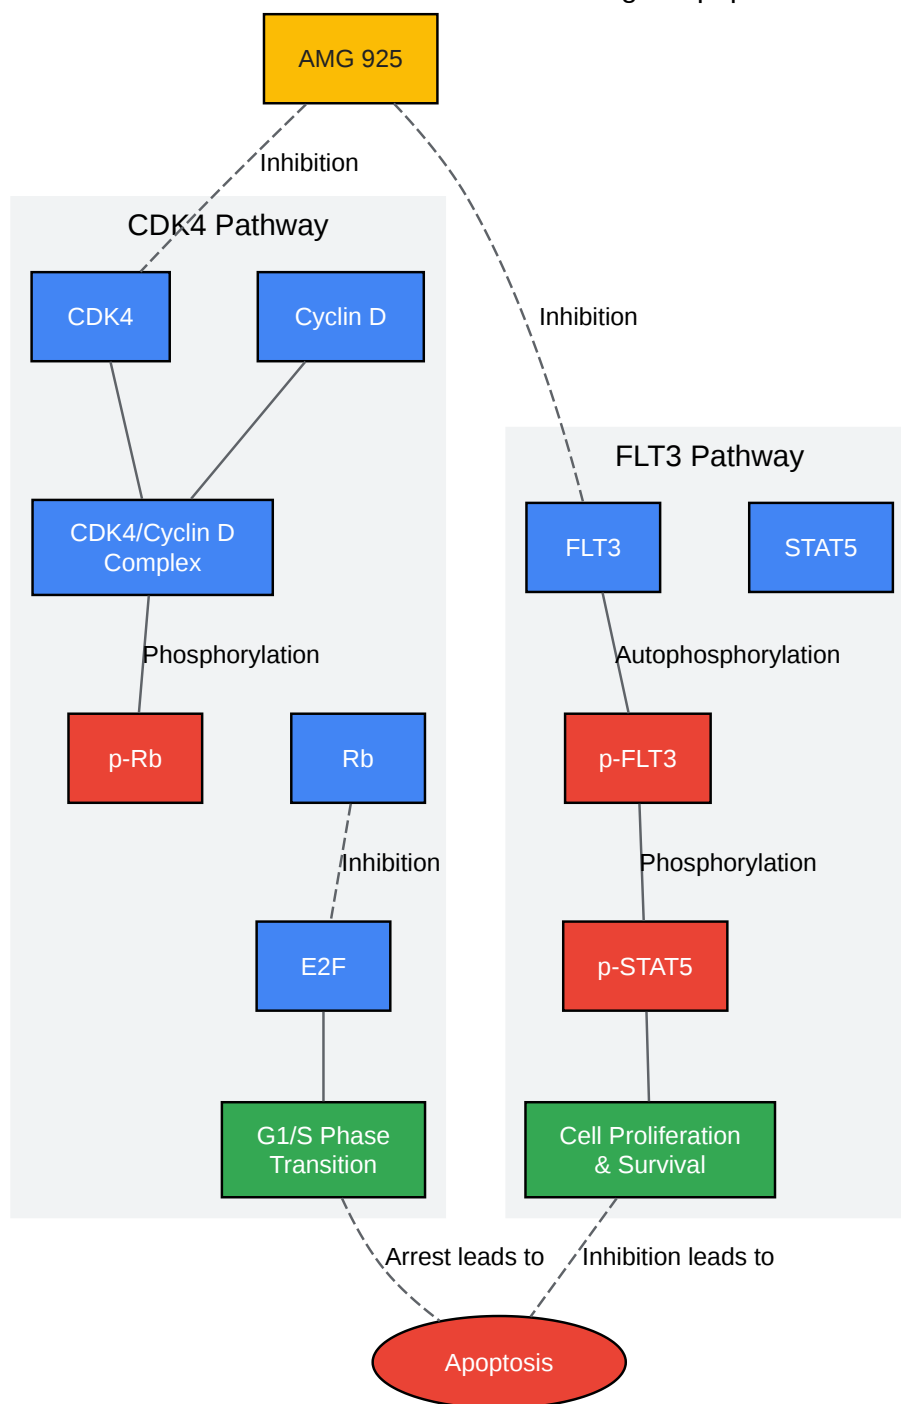 AMG 925
Inhibition
CDK4 Pathway
CDK4
Cyclin D
Inhibition
CDK4/Cyclin D
Complex
FLT3 Pathway
FLT3
STAT5
Phosphorylation
Autophosphorylation
p-Rb
Rb
p-FLT3
Inhibition
Phosphorylation
E2F
p-STAT5
G1/S Phase
Transition
Cell Proliferation
& Survival
Arrest leads to
Inhibition leads to
Apoptosis